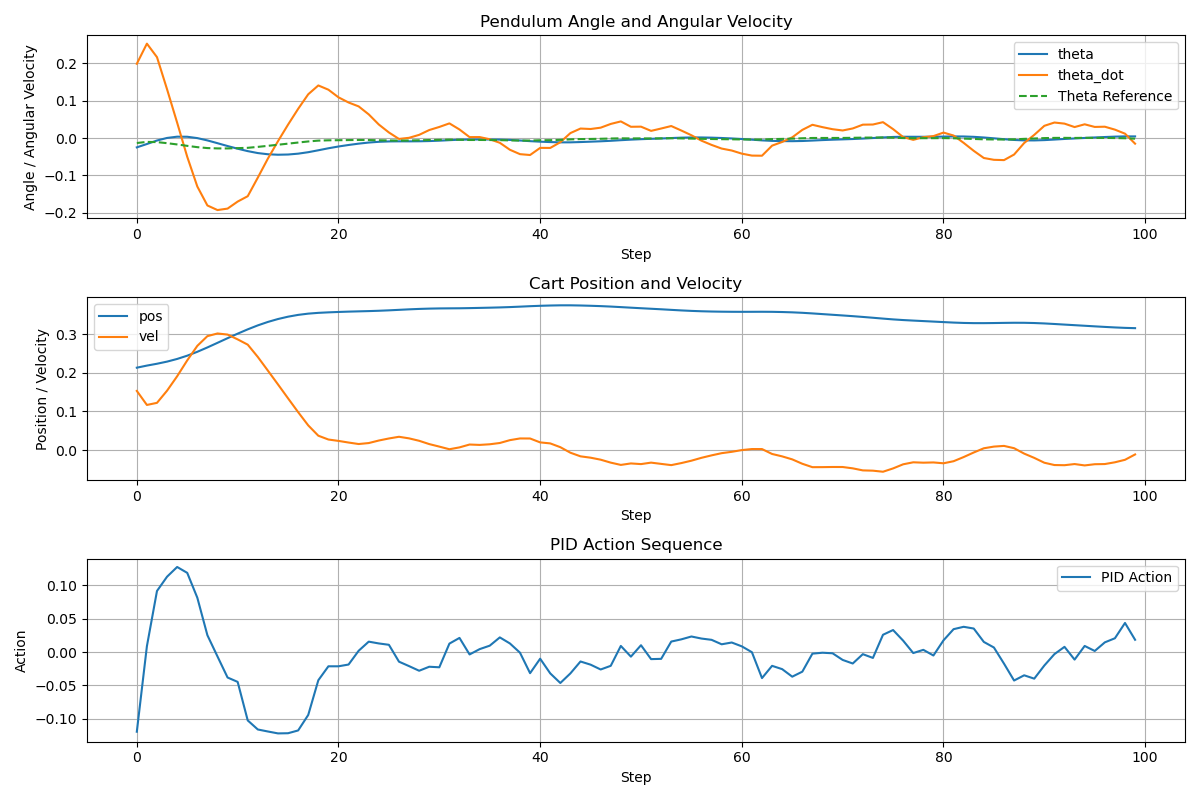 Pendulum Angle and Angular Velocity
Angle / Angular Velocity
0.2
0.1
0.0
−0.1
−0.2
theta
theta_dot
Theta Reference
0 20 40 60 80 100
Step
Cart Position and Velocity
Position / Velocity
0.3
0.2
0.1
0.0
pos
vel
0 20 40 60 80 100
Step
PID Action Sequence
Action
0.10
0.05
0.00
−0.05
−0.10
PID Action
0 20 40 60 80 100
Step